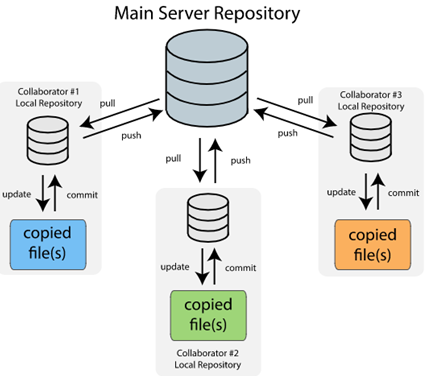 Main Server Repository
Collaborator #1
Local Repository
pull
push
update
commit
copied
file(s)
pull
push
update
commit
copied
file(s)
Collaborator #2
Local Repository
Collaborator #3
Local Repository
pull
push
update
commit
copied
file(s)